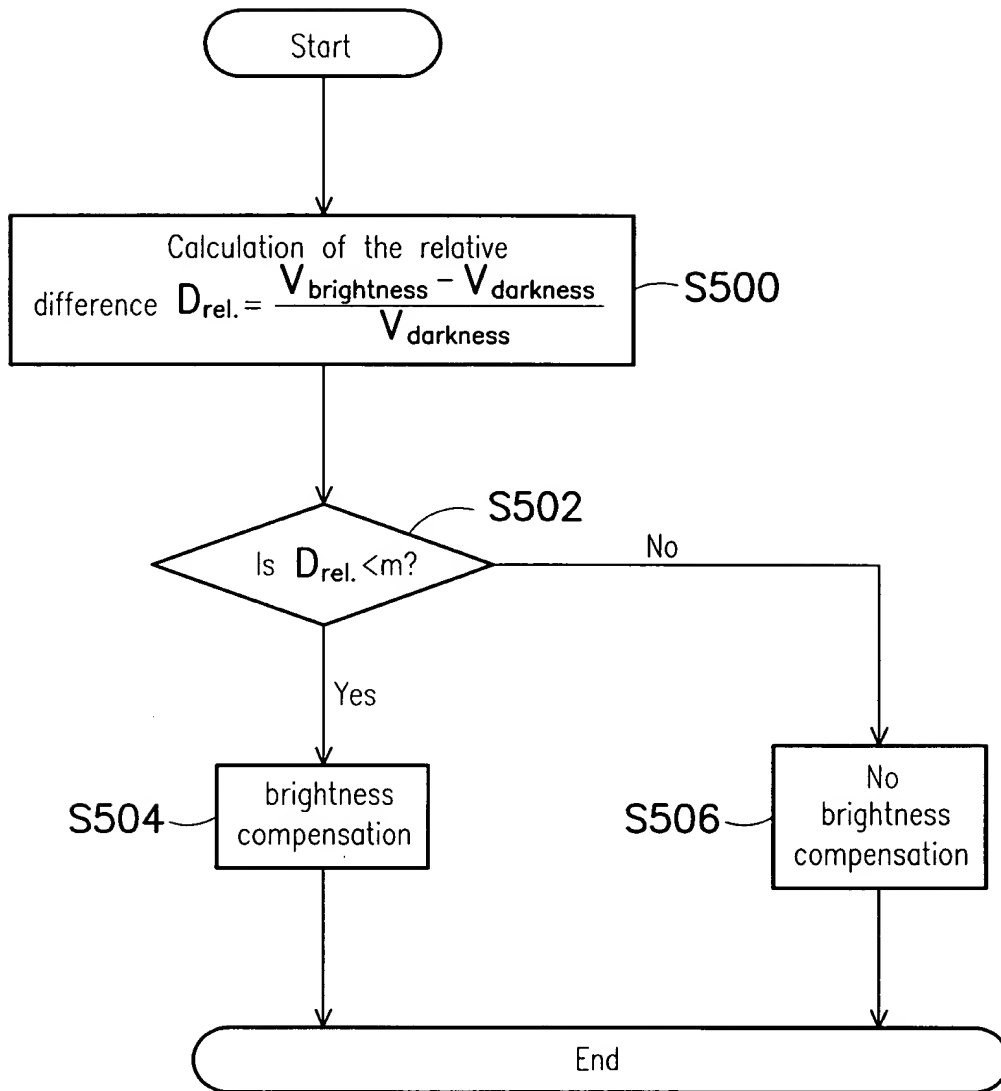 Start
Calculation of the relative
difference D_rel. = (V_brightness − V_darkness) / V_darkness
S500
S502
Is D_rel. <m?
No
Yes
S504
brightness
compensation
S506
No
brightness
compensation
End